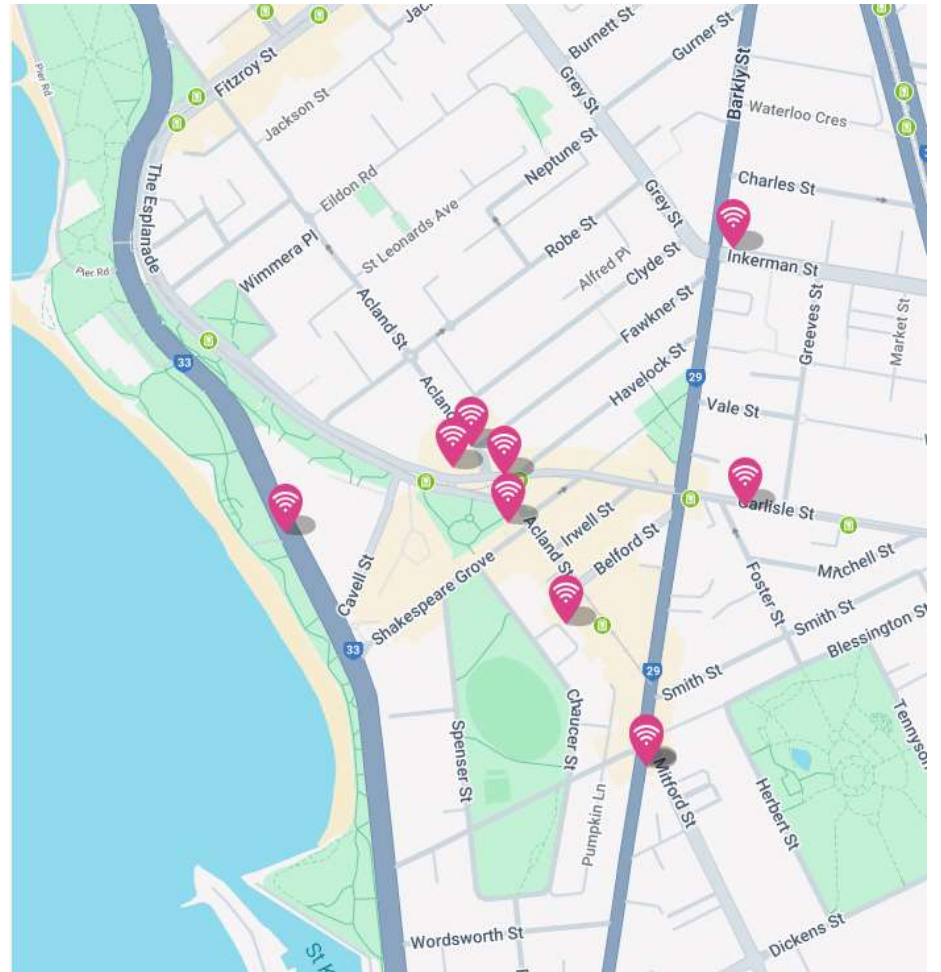 Pier Rd
Fitzroy St
Jackson St
Burnett St
Gurner St
Barkly St
Waterloo Cres
Grey St
Neptune St
Charles St
Eildon Rd
The Esplanade
St Leonards Ave
Grey St
Robe St
Alfred Pl
Clyde St
Inkerman St
Pier Rd
Wimmera Pl
Acland St
Fawkner St
Greeves St
Market St
33
Havelock St
29
Acland
Vale St
Carlisle St
Acland St
Irwell St
Belford St
Mitchell St
Foster St
Cavell St
Shakespeare Grove
Smith St
Blessington St
33
29
Smith St
Tennyson
Chaucer St
Spenser St
Mitford St
Herbert St
Pumpkin Ln
Wordsworth St
Dickens St
St K